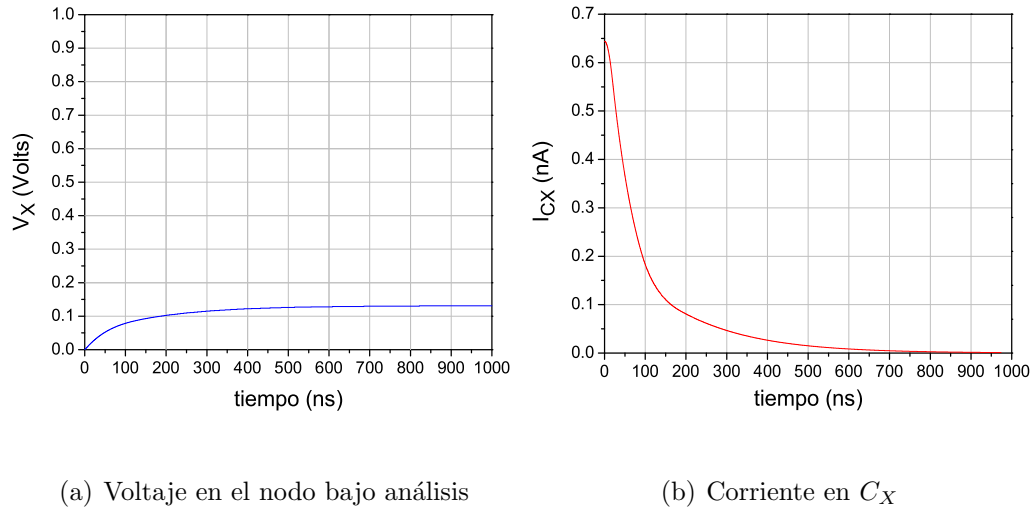 1.0
0.9
0.8
0.7
0.6
0.5
0.4
0.3
0.2
0.1
0.0
V_X (Volts)
0 100 200 300 400 500 600 700 800 900 1000
tiempo (ns)
(a) Voltaje en el nodo bajo análisis
0.7
0.6
0.5
0.4
0.3
0.2
0.1
0.0
I_CX (nA)
0 100 200 300 400 500 600 700 800 900 1000
tiempo (ns)
(b) Corriente en C_X